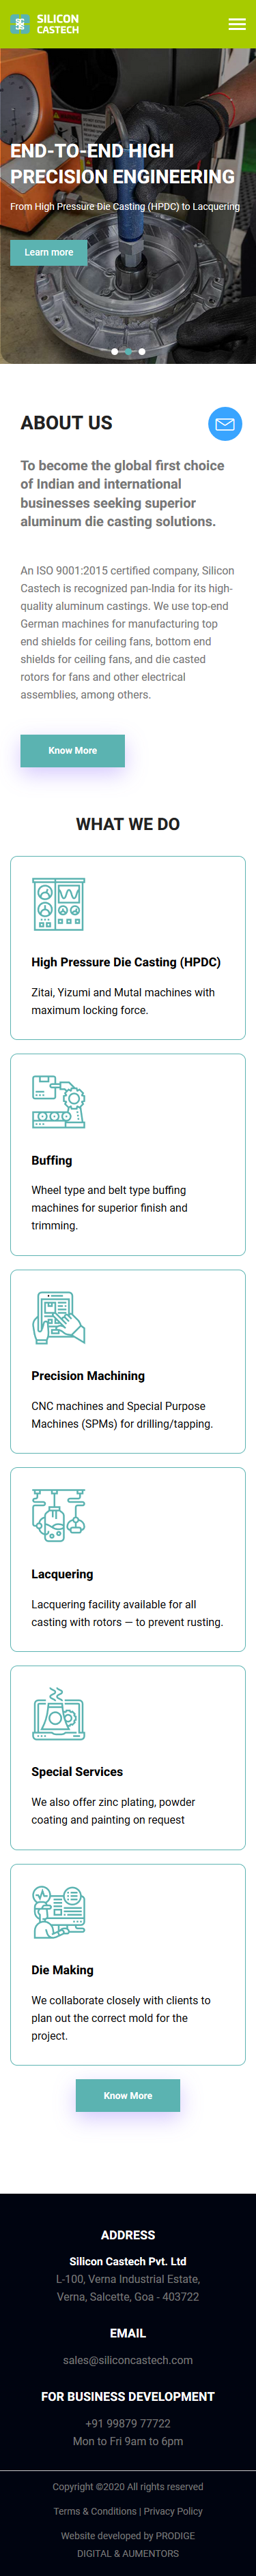 SILICON
CASTECH
END-TO-END HIGH
PRECISION ENGINEERING
From High Pressure Die Casting (HPDC) to Lacquering
Learn more
ABOUT US
To become the global first choice
of Indian and international
businesses seeking superior
aluminum die casting solutions.
An ISO 9001:2015 certified company, Silicon
Castech is recognized pan-India for its high-
quality aluminum castings. We use top-end
German machines for manufacturing top
end shields for ceiling fans, bottom end
shields for ceiling fans, and die casted
rotors for fans and other electrical
assemblies, among others.
Know More
WHAT WE DO
High Pressure Die Casting (HPDC)
Zitai, Yizumi and Mutal machines with
maximum locking force.
Buffing
Wheel type and belt type buffing
machines for superior finish and
trimming.
Precision Machining
CNC machines and Special Purpose
Machines (SPMs) for drilling/tapping.
Lacquering
Lacquering facility available for all
casting with rotors — to prevent rusting.
Special Services
We also offer zinc plating, powder
coating and painting on request
Die Making
We collaborate closely with clients to
plan out the correct mold for the
project.
Know More
ADDRESS
Silicon Castech Pvt. Ltd
L-100, Verna Industrial Estate,
Verna, Salcette, Goa - 403722
EMAIL
sales@siliconcastech.com
FOR BUSINESS DEVELOPMENT
+91 99879 77722
Mon to Fri 9am to 6pm
Copyright ©2020 All rights reserved
Terms & Conditions | Privacy Policy
Website developed by PRODIGE
DIGITAL & AUMENTORS